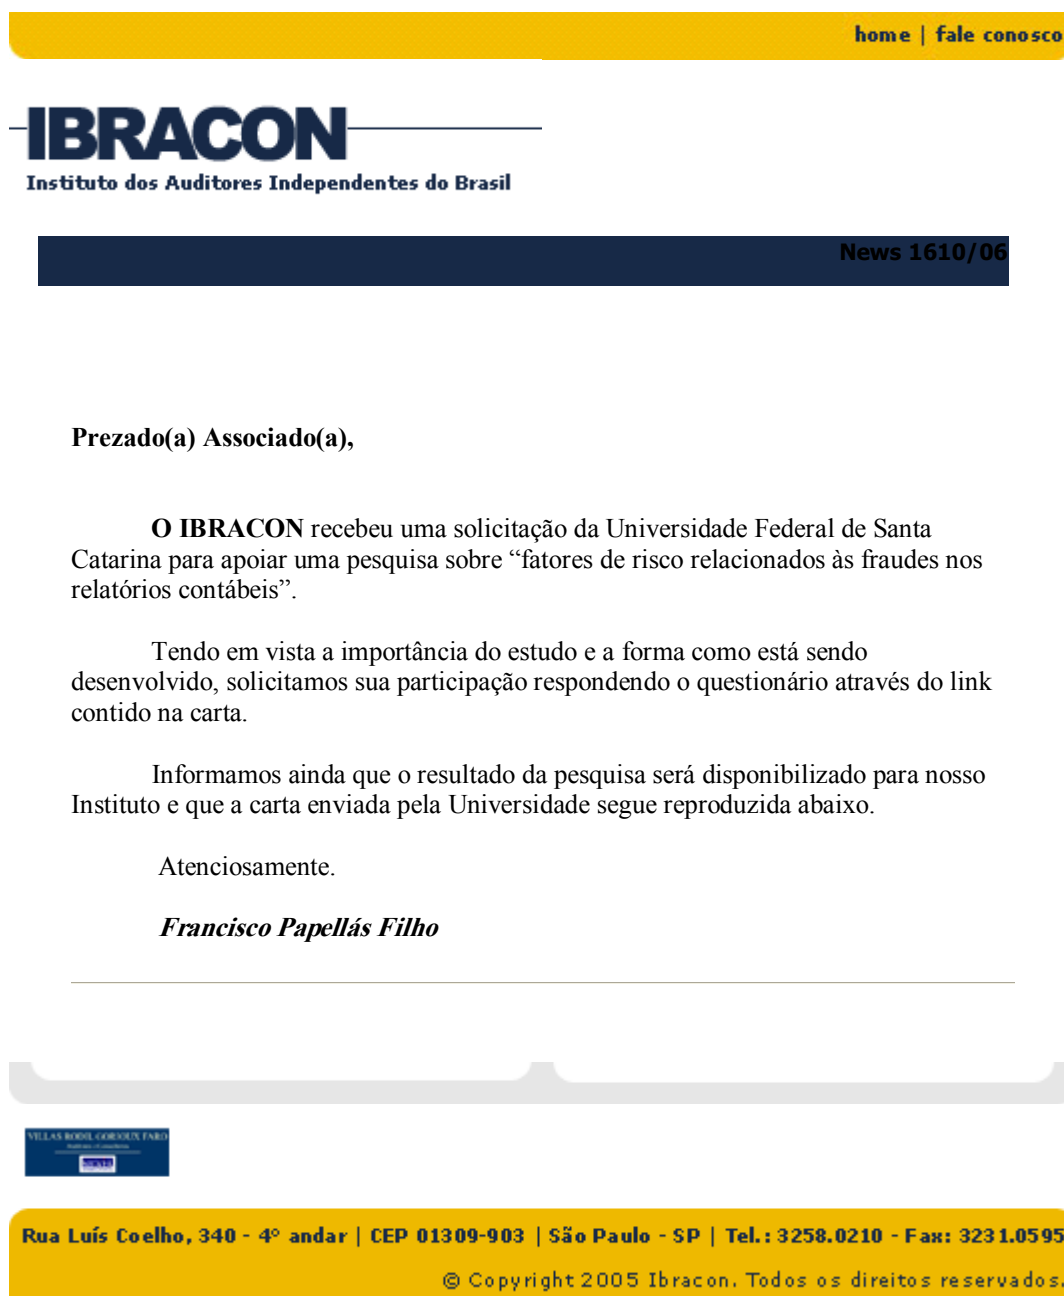 home | fale conosco
IBRACON
Instituto dos Auditores Independentes do Brasil
News 1610/06
Prezado(a) Associado(a),
O IBRACON recebeu uma solicitação da Universidade Federal de Santa
Catarina para apoiar uma pesquisa sobre “fatores de risco relacionados às fraudes nos
relatórios contábeis”.
Tendo em vista a importância do estudo e a forma como está sendo
desenvolvido, solicitamos sua participação respondendo o questionário através do link
contido na carta.
Informamos ainda que o resultado da pesquisa será disponibilizado para nosso
Instituto e que a carta enviada pela Universidade segue reproduzida abaixo.
Atenciosamente.
Francisco Papellás Filho
VILLAS RODIL GORIOUX FARO
Rua Luís Coelho, 340 - 4º andar | CEP 01309-903 | São Paulo - SP | Tel.: 3258.0210 - Fax: 3231.0595
© Copyright 2005 Ibracon. Todos os direitos reservados.